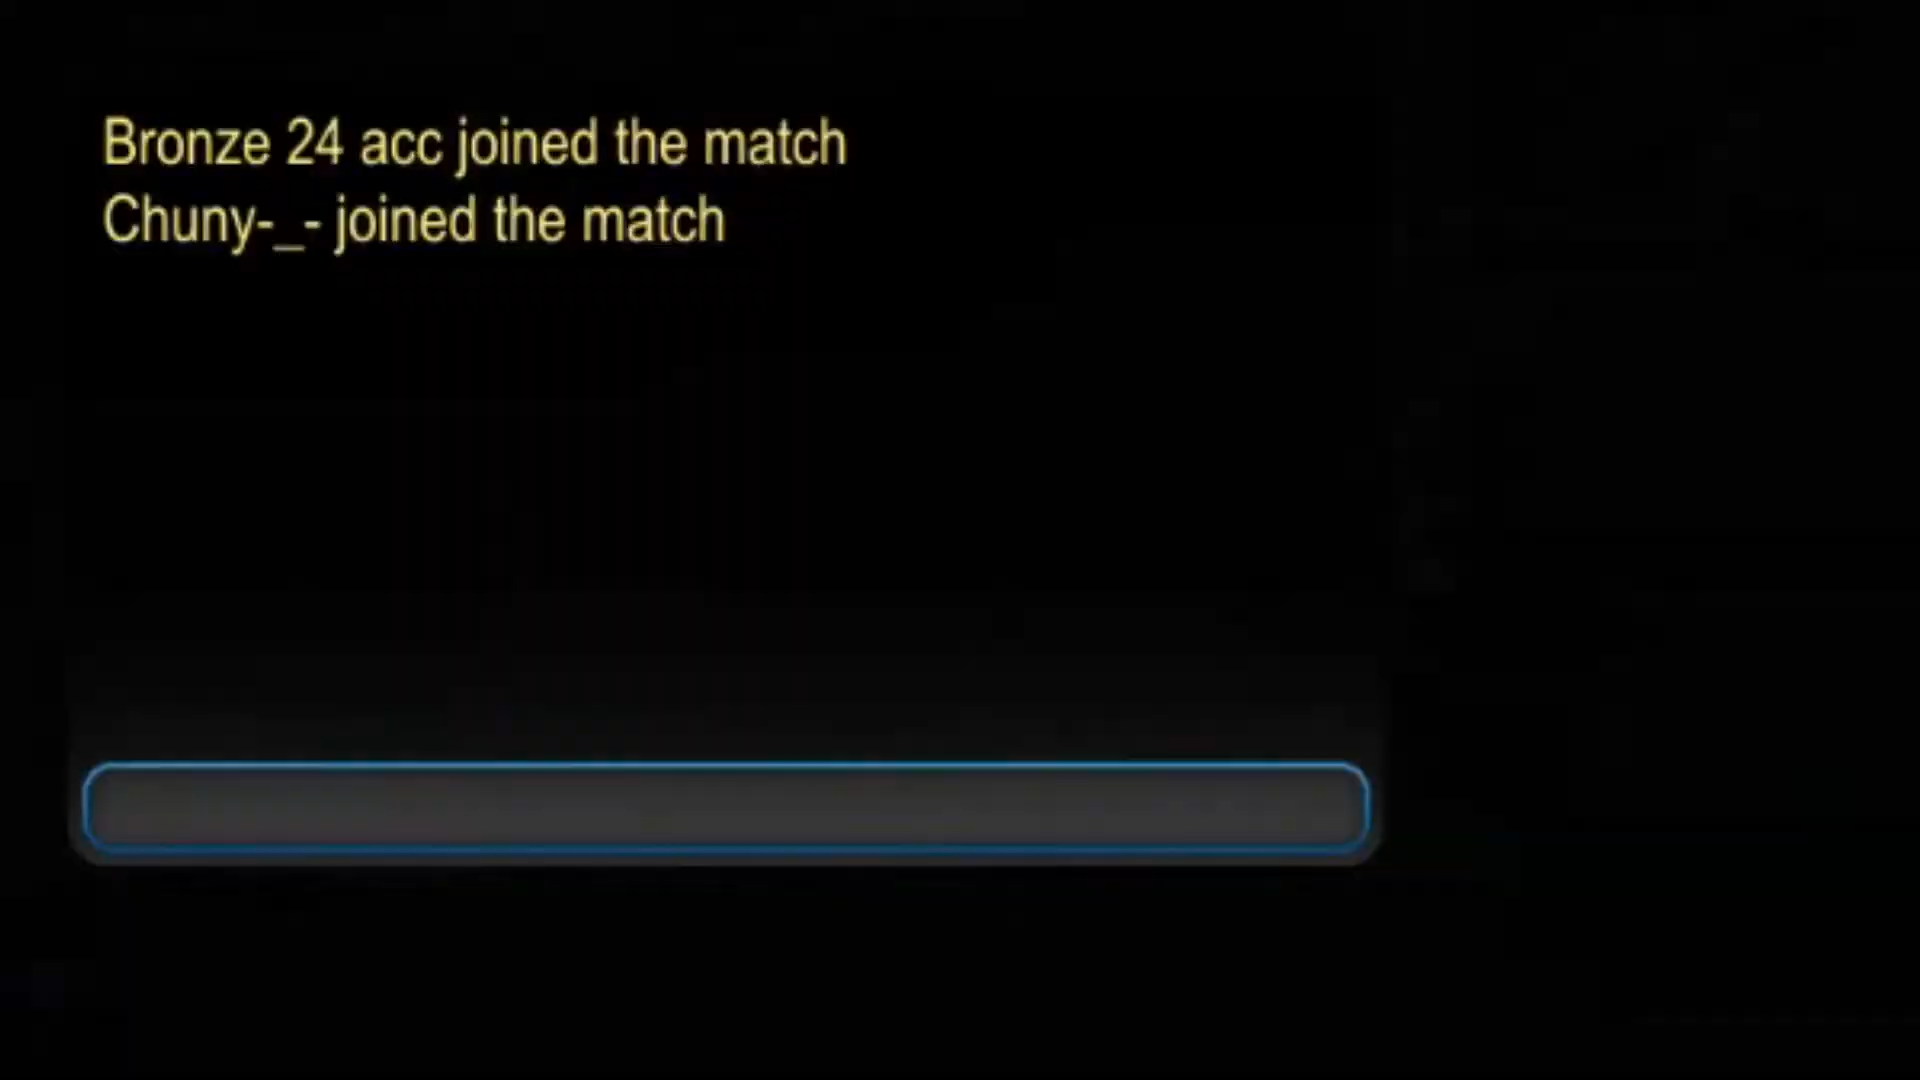 Bronze 24 acc joined the match
Chuny-_- joined the match